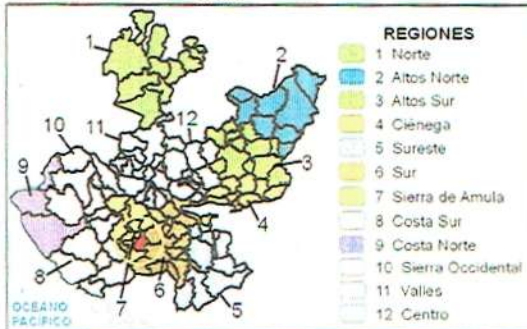 REGIONES
1 Norte
2 Altos Norte
3 Altos Sur
4 Ciénega
5 Sureste
6 Sur
7 Sierra de Amula
8 Costa Sur
9 Costa Norte
10 Sierra Occidental
11 Valles
12 Centro
1
2
10
11
12
9
3
4
8
7
6
5
OCEANO
PACÍFICO